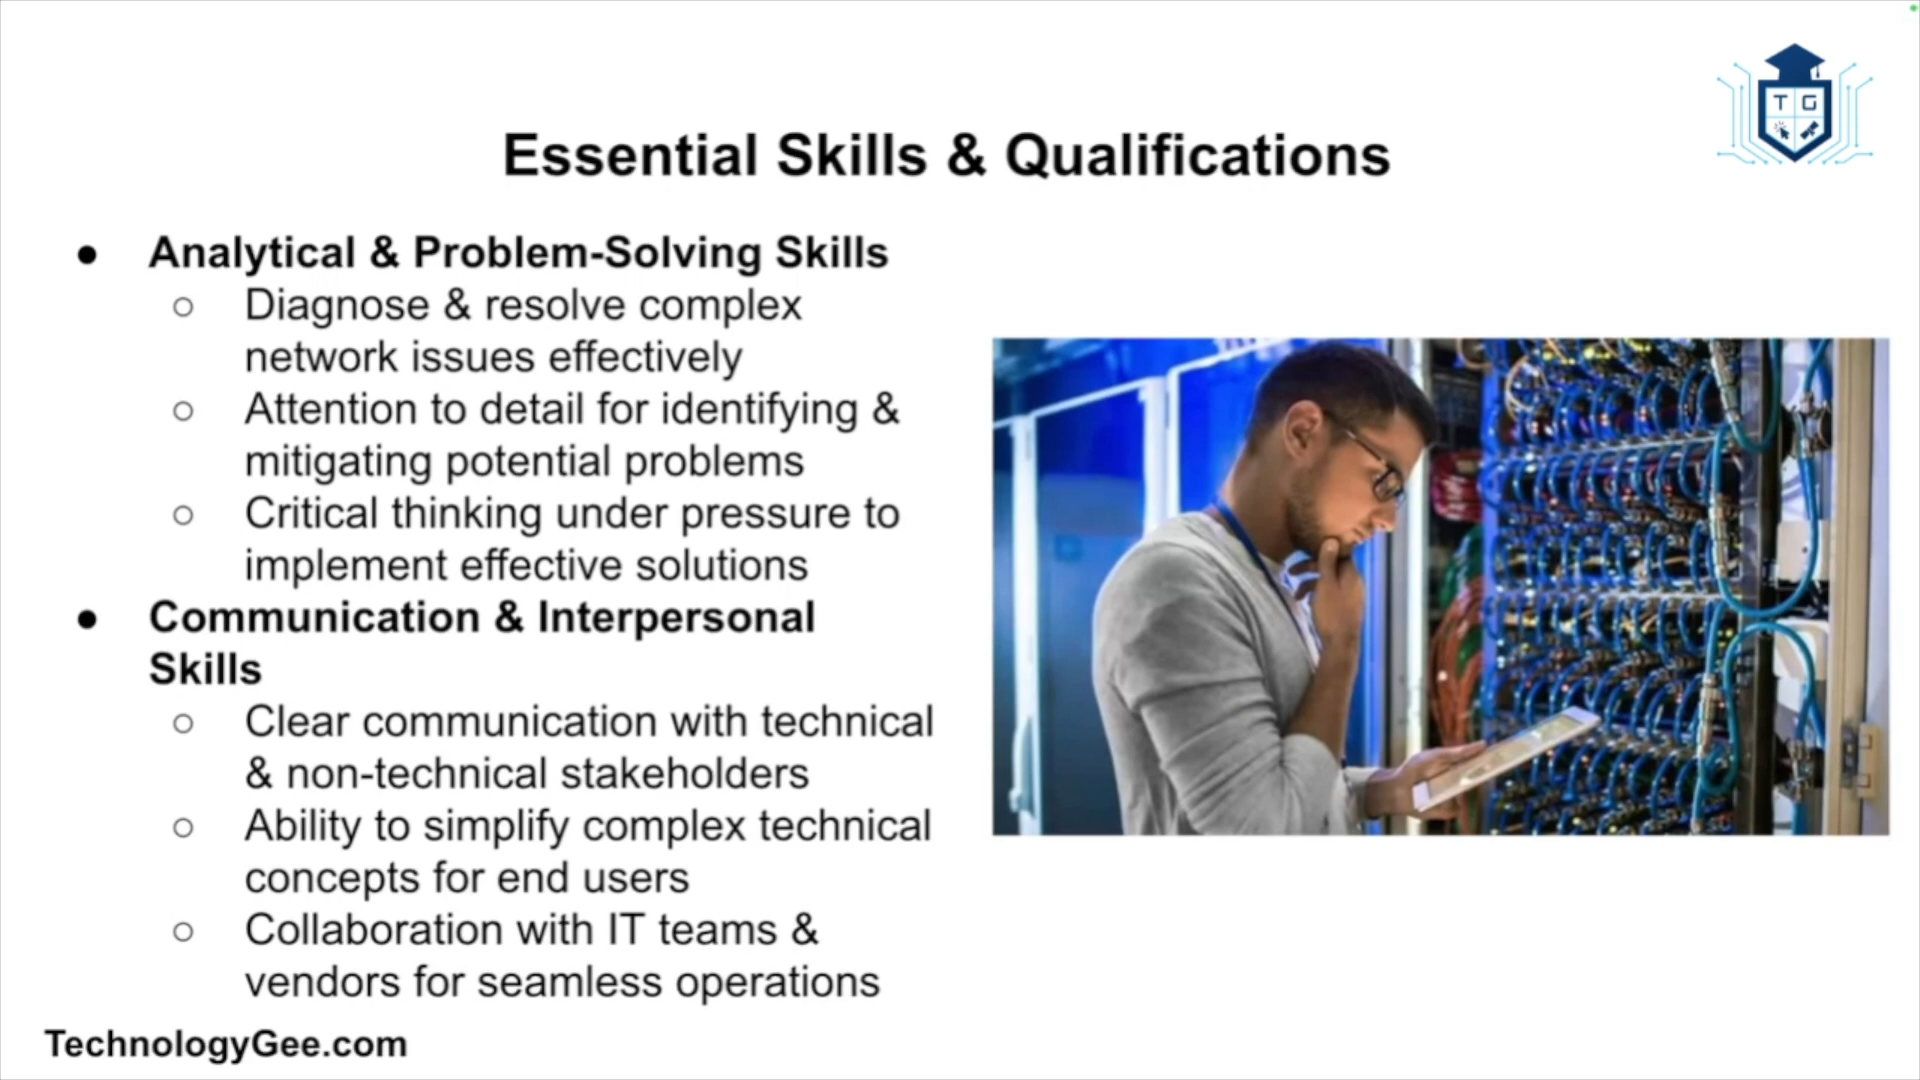 T G
Essential Skills & Qualifications
● Analytical & Problem-Solving Skills
○ Diagnose & resolve complex
network issues effectively
○ Attention to detail for identifying &
mitigating potential problems
○ Critical thinking under pressure to
implement effective solutions
● Communication & Interpersonal
Skills
○ Clear communication with technical
& non-technical stakeholders
○ Ability to simplify complex technical
concepts for end users
○ Collaboration with IT teams &
vendors for seamless operations
TechnologyGee.com